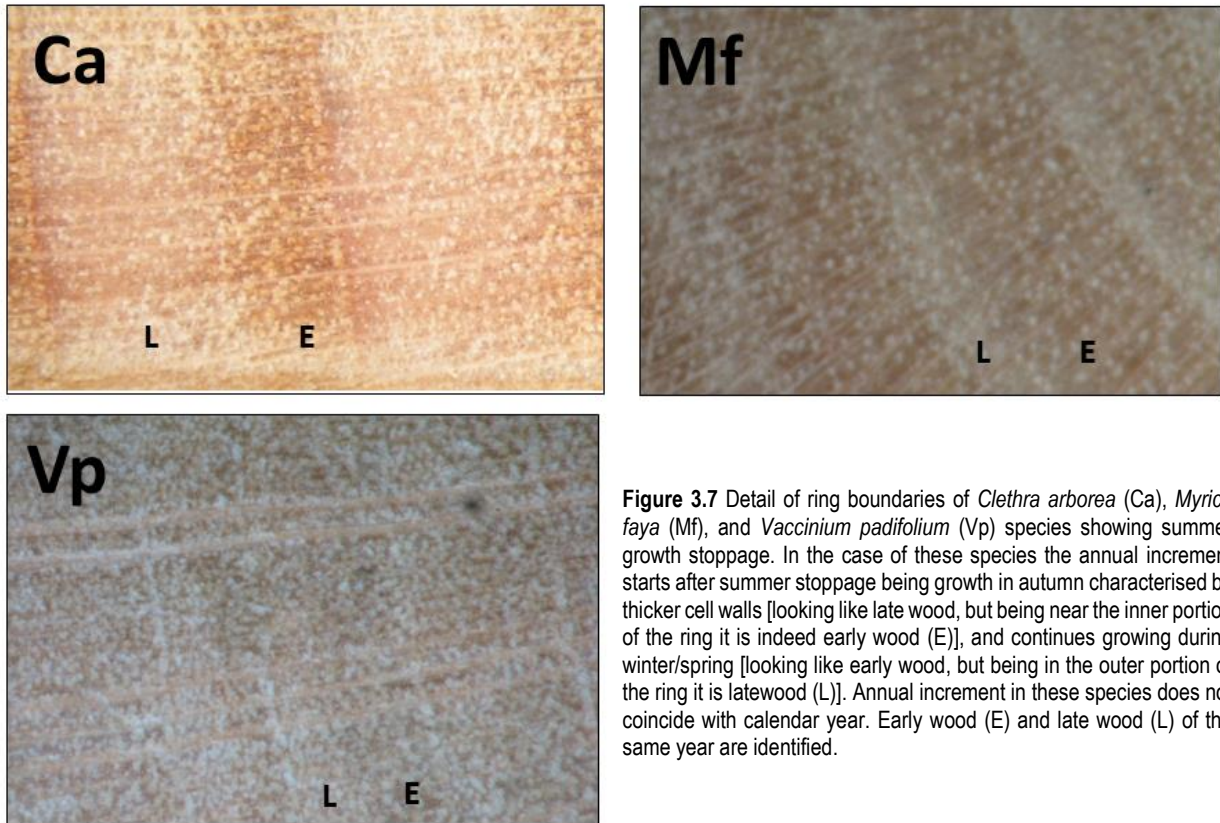 Ca
L E
Mf
L E
Vp
L E
Figure 3.7 Detail of ring boundaries of Clethra arborea (Ca), Myric
faya (Mf), and Vaccinium padifolium (Vp) species showing summe
growth stoppage. In the case of these species the annual incremen
starts after summer stoppage being growth in autumn characterised b
thicker cell walls [looking like late wood, but being near the inner portio
of the ring it is indeed early wood (E)], and continues growing durin
winter/spring [looking like early wood, but being in the outer portion o
the ring it is latewood (L)]. Annual increment in these species does no
coincide with calendar year. Early wood (E) and late wood (L) of th
same year are identified.